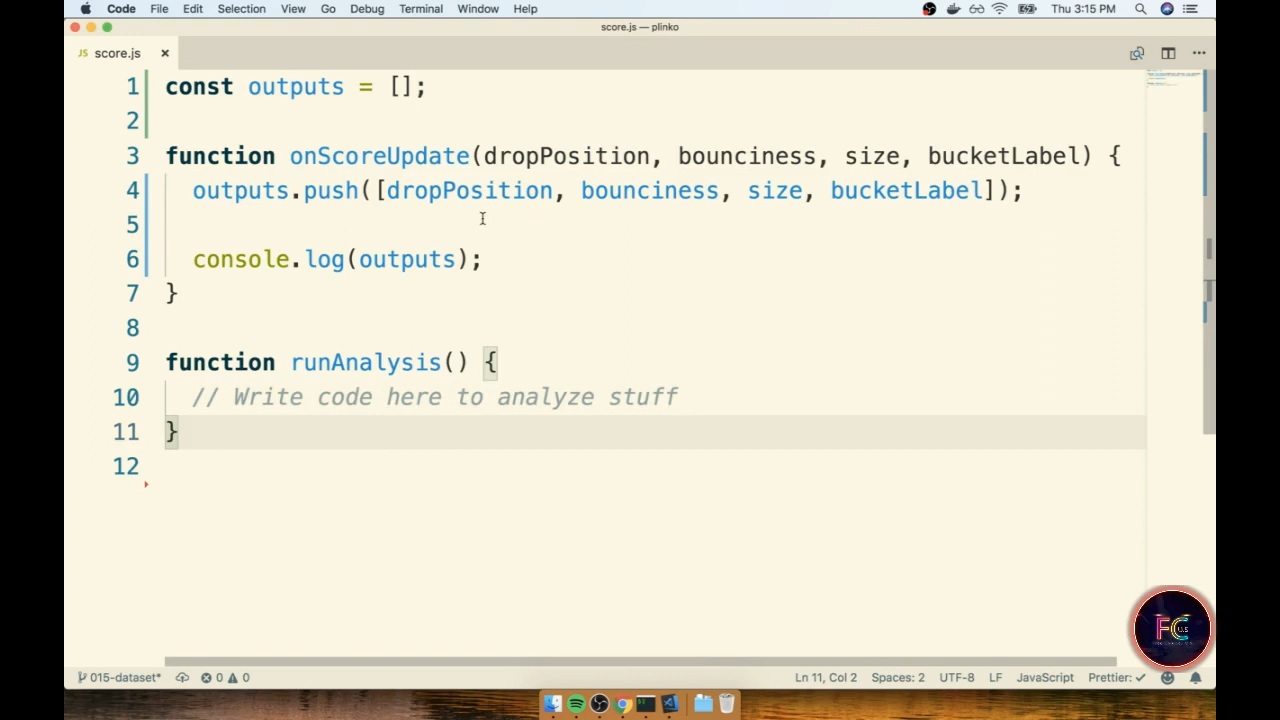 Code File Edit Selection View Go Debug Terminal Window Help Thu 3:15 PM
score.js — plinko
JS score.js ×
1 const outputs = [];
2
3 function onScoreUpdate(dropPosition, bounciness, size, bucketLabel) {
4 outputs.push([dropPosition, bounciness, size, bucketLabel]);
5
6 console.log(outputs);
7 }
8
9 function runAnalysis() {
10 // Write code here to analyze stuff
11 }
12
FC U.S
015-dataset* 0 0 Ln 11, Col 2 Spaces: 2 UTF-8 LF JavaScript Prettier: ✓